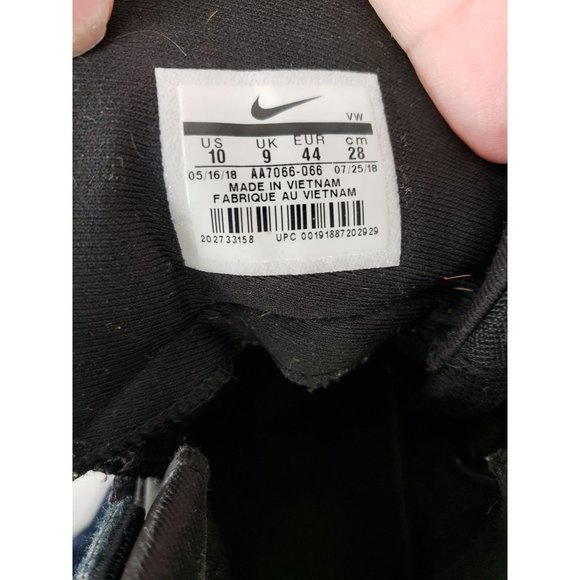 VW
US UK EUR cm
10 9 44 28
05/16/18 AA7066-066 07/25/18
MADE IN VIETNAM
FABRIQUE AU VIETNAM
202733158 UPC 00191887202929